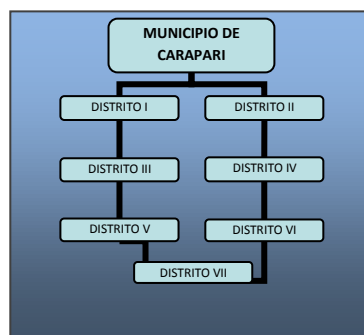 MUNICIPIO DE
CARAPARI
DISTRITO I
DISTRITO II
DISTRITO III
DISTRITO IV
DISTRITO V
DISTRITO VI
DISTRITO VII